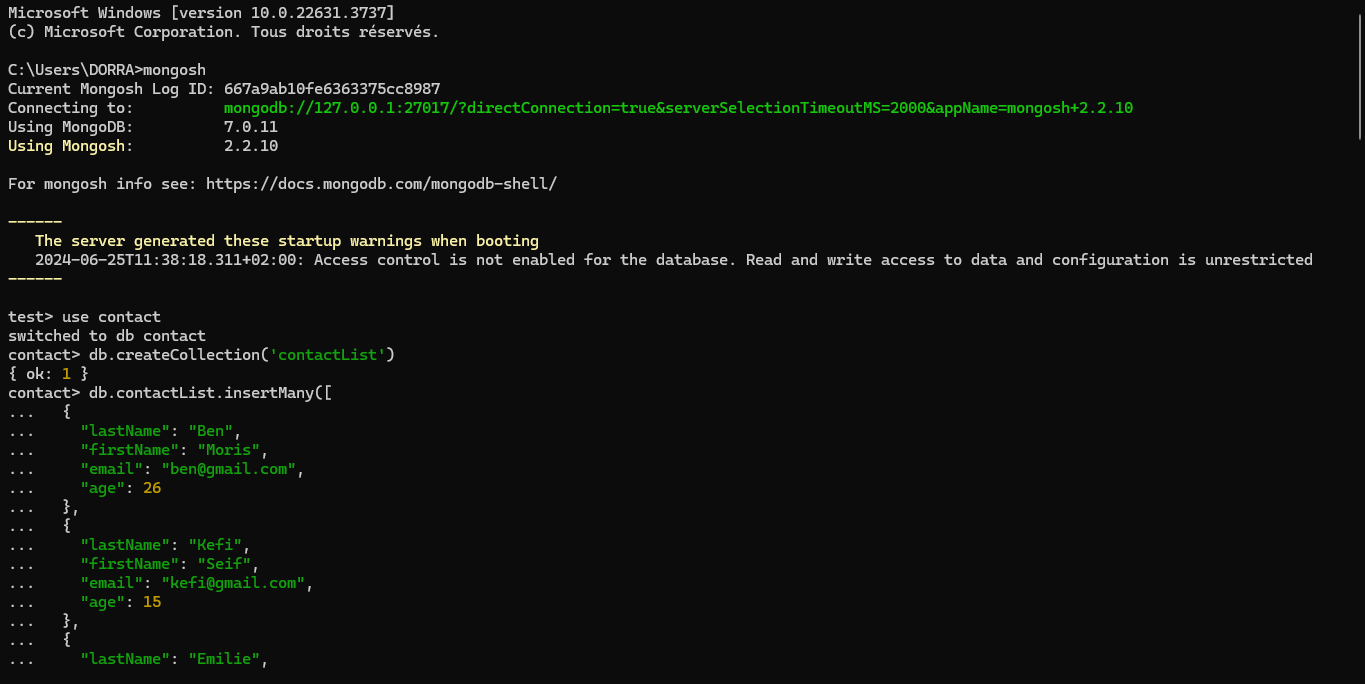 Microsoft Windows [version 10.0.22631.3737]
(c) Microsoft Corporation. Tous droits réservés.
C:\Users\DORRA>mongosh
Current Mongosh Log ID: 667a9ab10fe6363375cc8987
Connecting to:          mongodb://127.0.0.1:27017/?directConnection=true&serverSelectionTimeoutMS=2000&appName=mongosh+2.2.10
Using MongoDB:          7.0.11
Using Mongosh:          2.2.10
For mongosh info see: https://docs.mongodb.com/mongodb-shell/
------
   The server generated these startup warnings when booting
   2024-06-25T11:38:18.311+02:00: Access control is not enabled for the database. Read and write access to data and configuration is unrestricted
------
test> use contact
switched to db contact
contact> db.createCollection('contactList')
{ ok: 1 }
contact> db.contactList.insertMany([
...   {
...     "lastName": "Ben",
...     "firstName": "Moris",
...     "email": "ben@gmail.com",
...     "age": 26
...   },
...   {
...     "lastName": "Kefi",
...     "firstName": "Seif",
...     "email": "kefi@gmail.com",
...     "age": 15
...   },
...   {
...     "lastName": "Emilie",